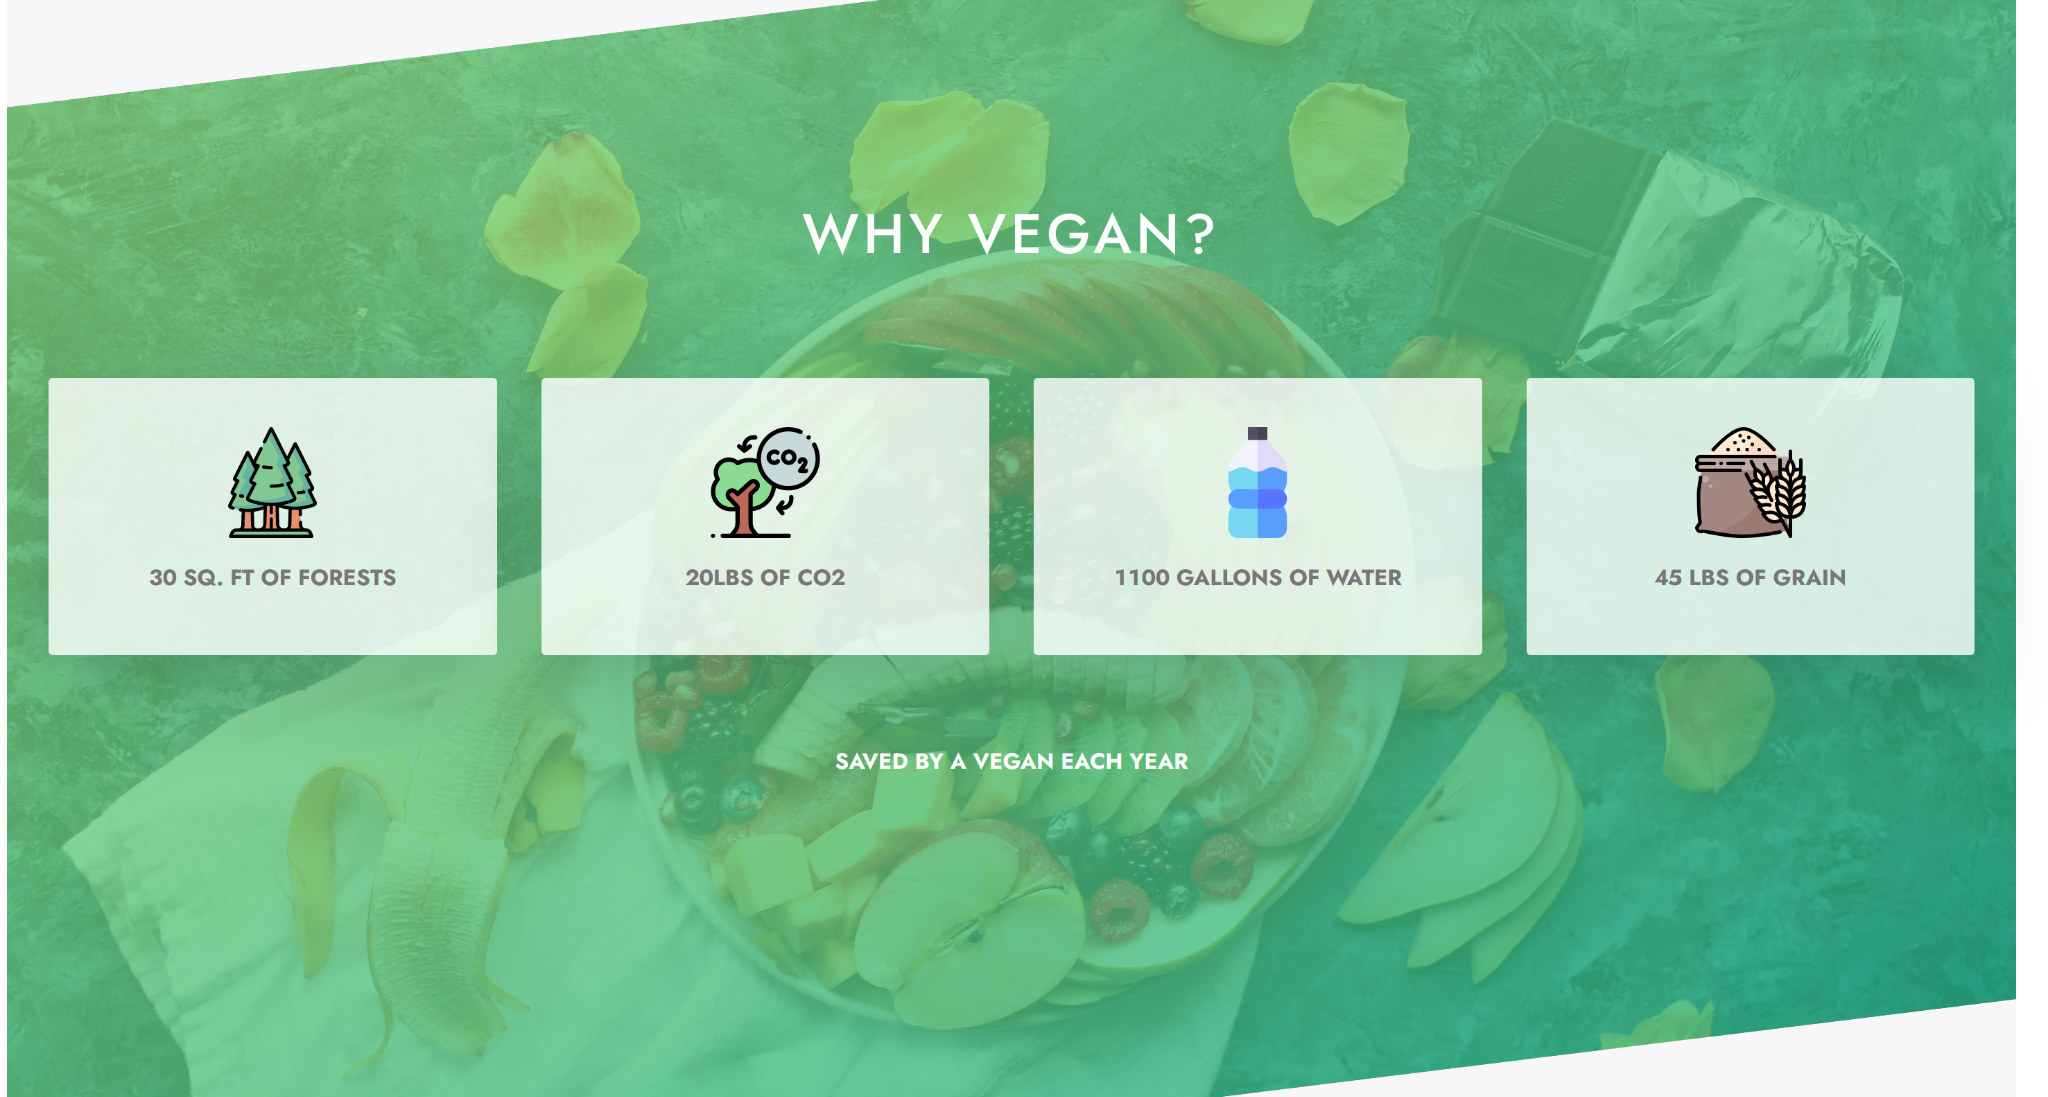 WHY VEGAN?
CO2
30 SQ. FT OF FORESTS
20LBS OF CO2
1100 GALLONS OF WATER
45 LBS OF GRAIN
SAVED BY A VEGAN EACH YEAR